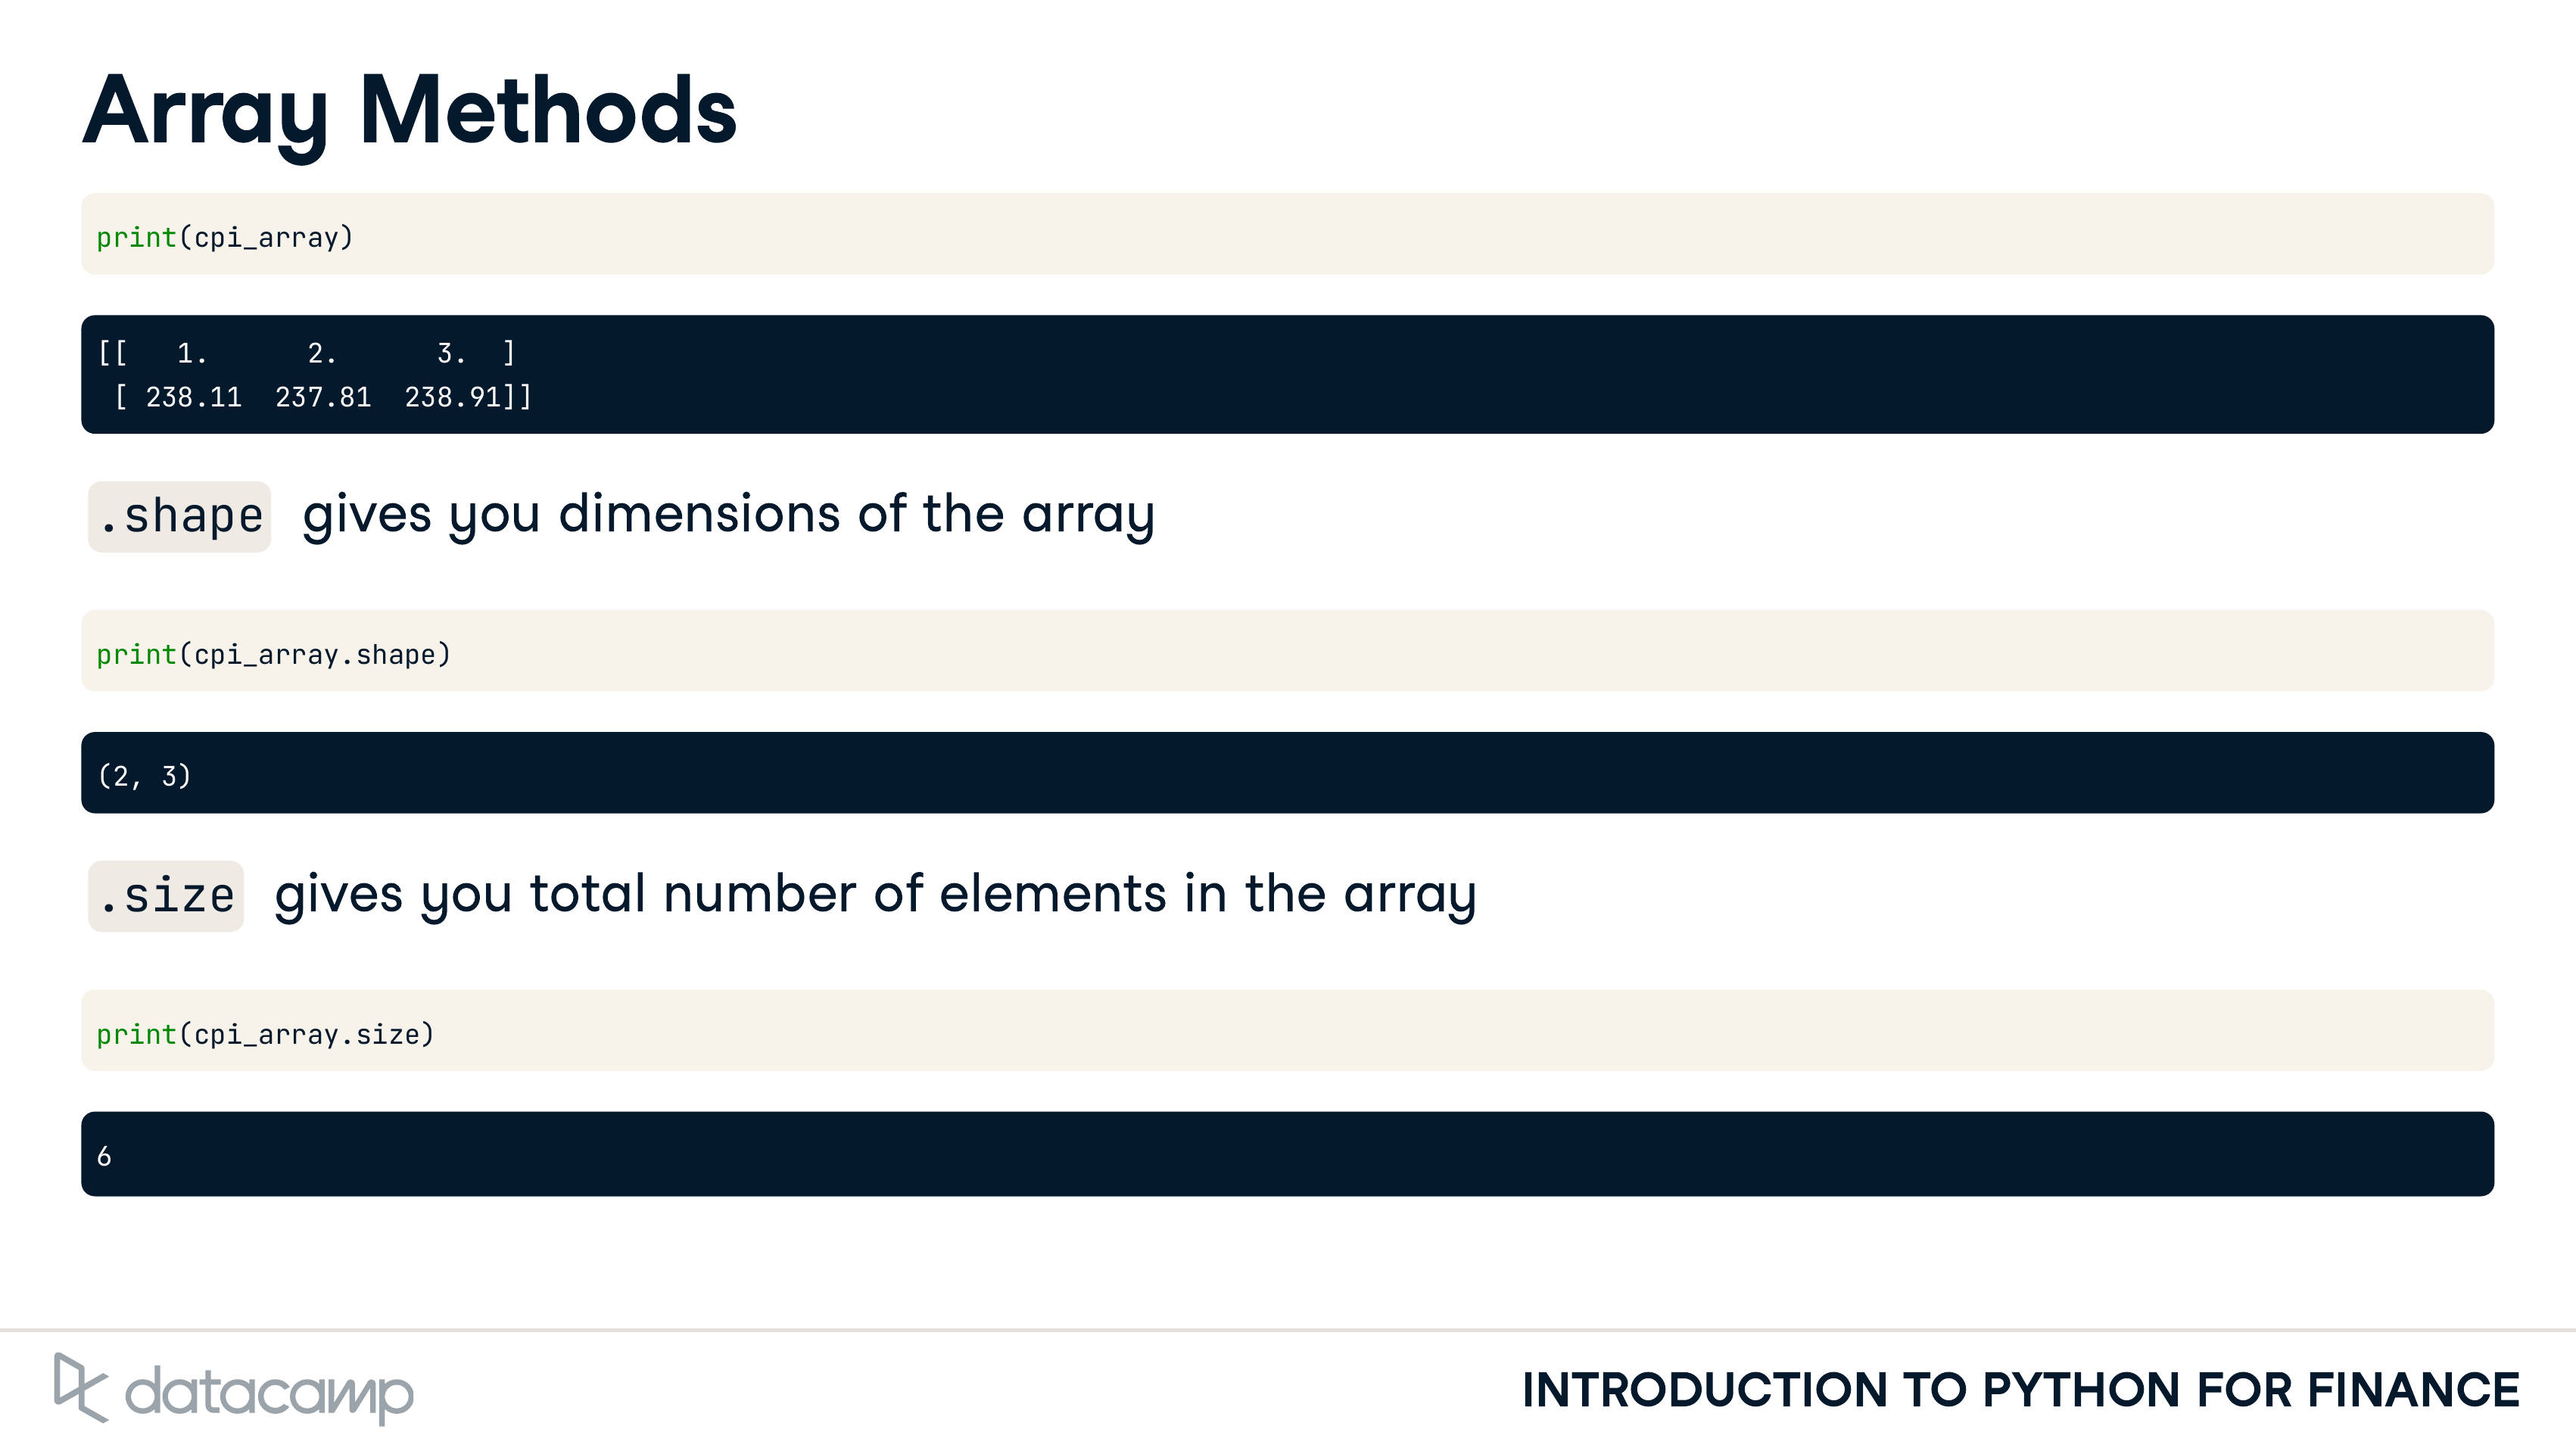 Array Methods
print(cpi_array)
[[   1.      2.      3.  ]
 [ 238.11  237.81  238.91]]
.shape gives you dimensions of the array
print(cpi_array.shape)
(2, 3)
.size gives you total number of elements in the array
print(cpi_array.size)
6
datacamp
INTRODUCTION TO PYTHON FOR FINANCE